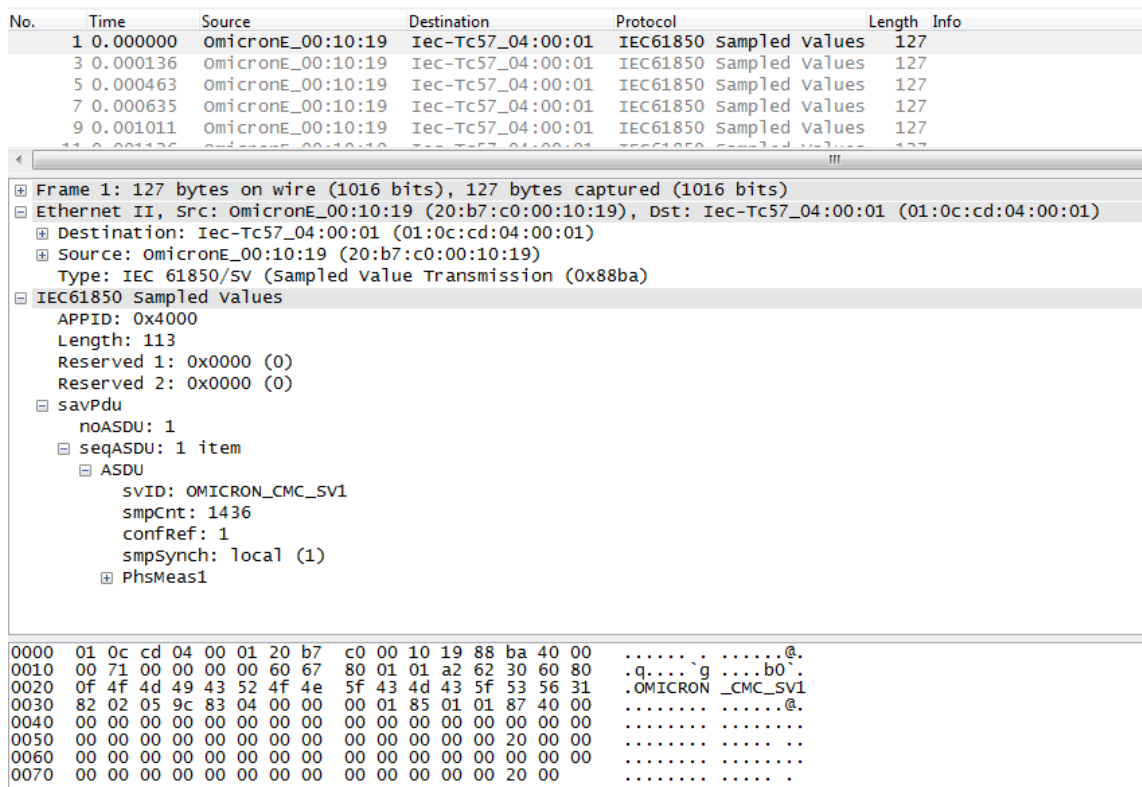 No. Time Source Destination Protocol Length Info
1 0.000000 OmicronE_00:10:19 Iec-Tc57_04:00:01 IEC61850 Sampled Values 127
3 0.000136 OmicronE_00:10:19 Iec-Tc57_04:00:01 IEC61850 Sampled Values 127
5 0.000463 OmicronE_00:10:19 Iec-Tc57_04:00:01 IEC61850 Sampled Values 127
7 0.000635 OmicronE_00:10:19 Iec-Tc57_04:00:01 IEC61850 Sampled Values 127
9 0.001011 OmicronE_00:10:19 Iec-Tc57_04:00:01 IEC61850 Sampled Values 127
Frame 1: 127 bytes on wire (1016 bits), 127 bytes captured (1016 bits)
Ethernet II, Src: OmicronE_00:10:19 (20:b7:c0:00:10:19), Dst: Iec-Tc57_04:00:01 (01:0c:cd:04:00:01)
Destination: Iec-Tc57_04:00:01 (01:0c:cd:04:00:01)
Source: OmicronE_00:10:19 (20:b7:c0:00:10:19)
Type: IEC 61850/SV (Sampled Value Transmission (0x88ba)
IEC61850 Sampled Values
APPID: 0x4000
Length: 113
Reserved 1: 0x0000 (0)
Reserved 2: 0x0000 (0)
savPdu
noASDU: 1
seqASDU: 1 item
ASDU
svID: OMICRON_CMC_SV1
smpCnt: 1436
confRef: 1
smpSynch: local (1)
PhsMeas1
0000 01 0c cd 04 00 01 20 b7 c0 00 10 19 88 ba 40 00 ...... . ......@.
0010 00 71 00 00 00 00 60 67 80 01 01 a2 62 30 60 80 .q....`g ....b0`.
0020 0f 4f 4d 49 43 52 4f 4e 5f 43 4d 43 5f 53 56 31 .OMICRON _CMC_SV1
0030 82 02 05 9c 83 04 00 00 00 01 85 01 01 87 40 00 ........ ......@.
0040 00 00 00 00 00 00 00 00 00 00 00 00 00 00 00 00 ........ ........
0050 00 00 00 00 00 00 00 00 00 00 00 00 00 20 00 00 ........ ..... ..
0060 00 00 00 00 00 00 00 00 00 00 00 00 00 00 00 00 ........ ........
0070 00 00 00 00 00 00 00 00 00 00 00 00 00 20 00 ........ ..... .